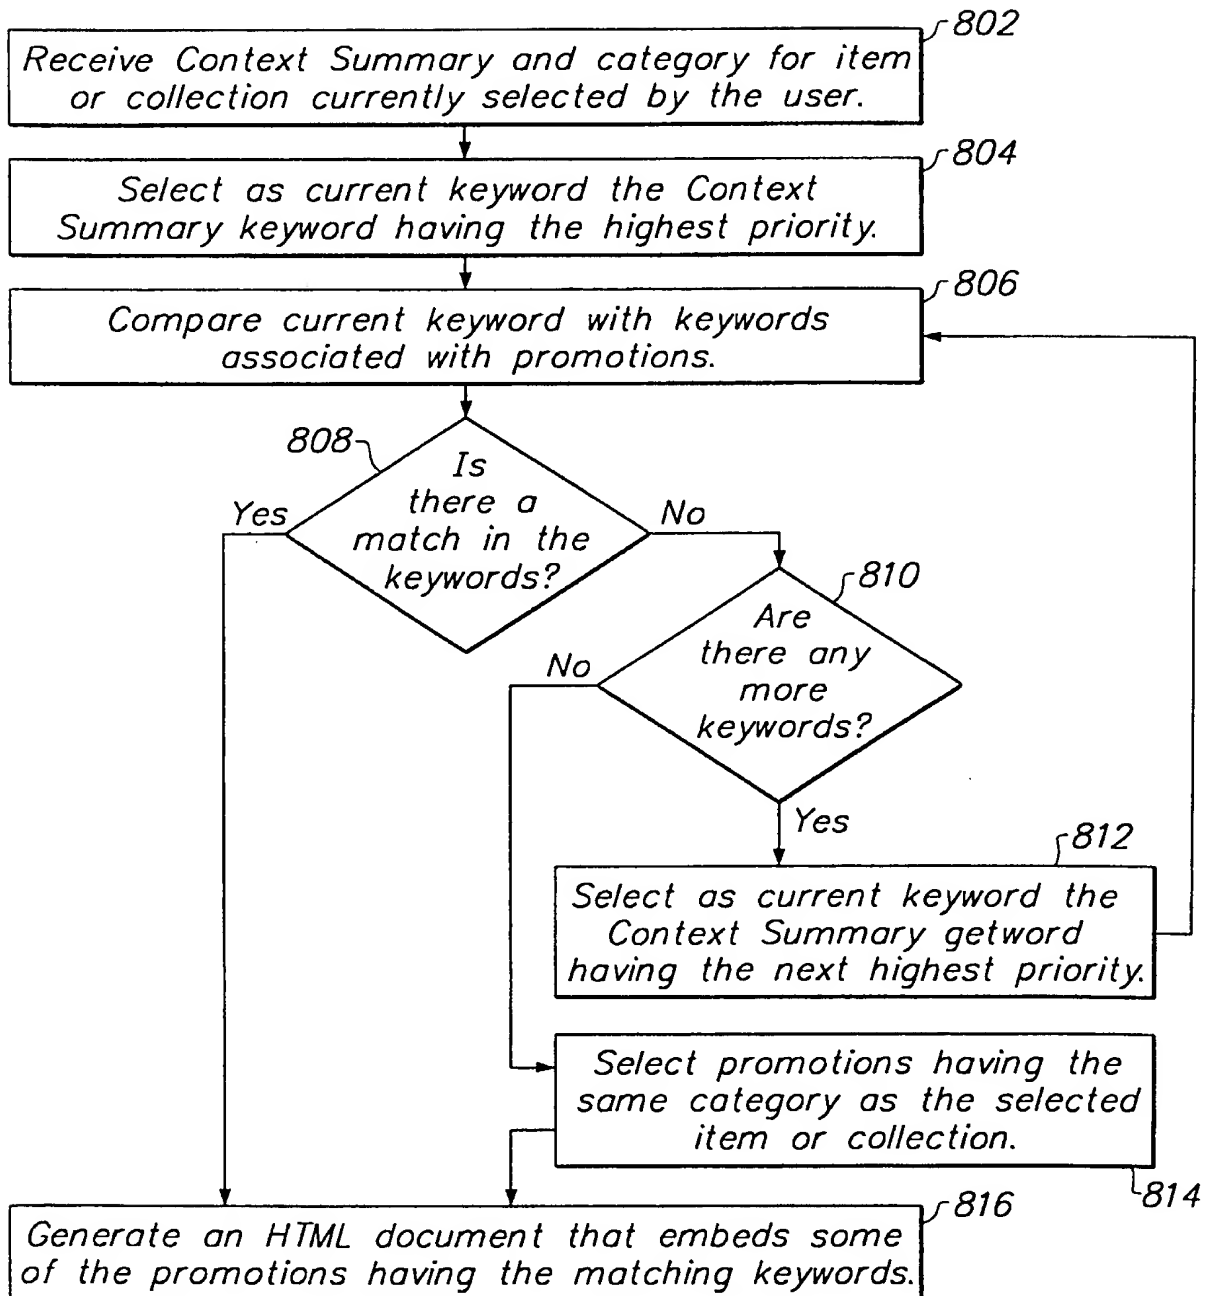 802
Receive Context Summary and category for item
or collection currently selected by the user.
804
Select as current keyword the Context
Summary keyword having the highest priority.
806
Compare current keyword with keywords
associated with promotions.
808
Is
there a
match in the
keywords?
Yes
No
810
Are
there any
more
keywords?
No
Yes
812
Select as current keyword the
Context Summary getword
having the next highest priority.
Select promotions having the
same category as the selected
item or collection.
814
816
Generate an HTML document that embeds some
of the promotions having the matching keywords.